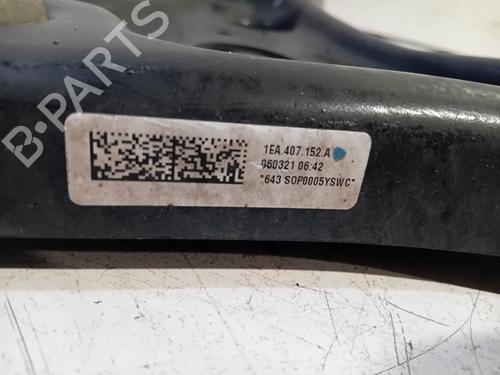 B-PARTS
1EA.407.152.A
060321 06:42
*643 SOP0005YSWC*